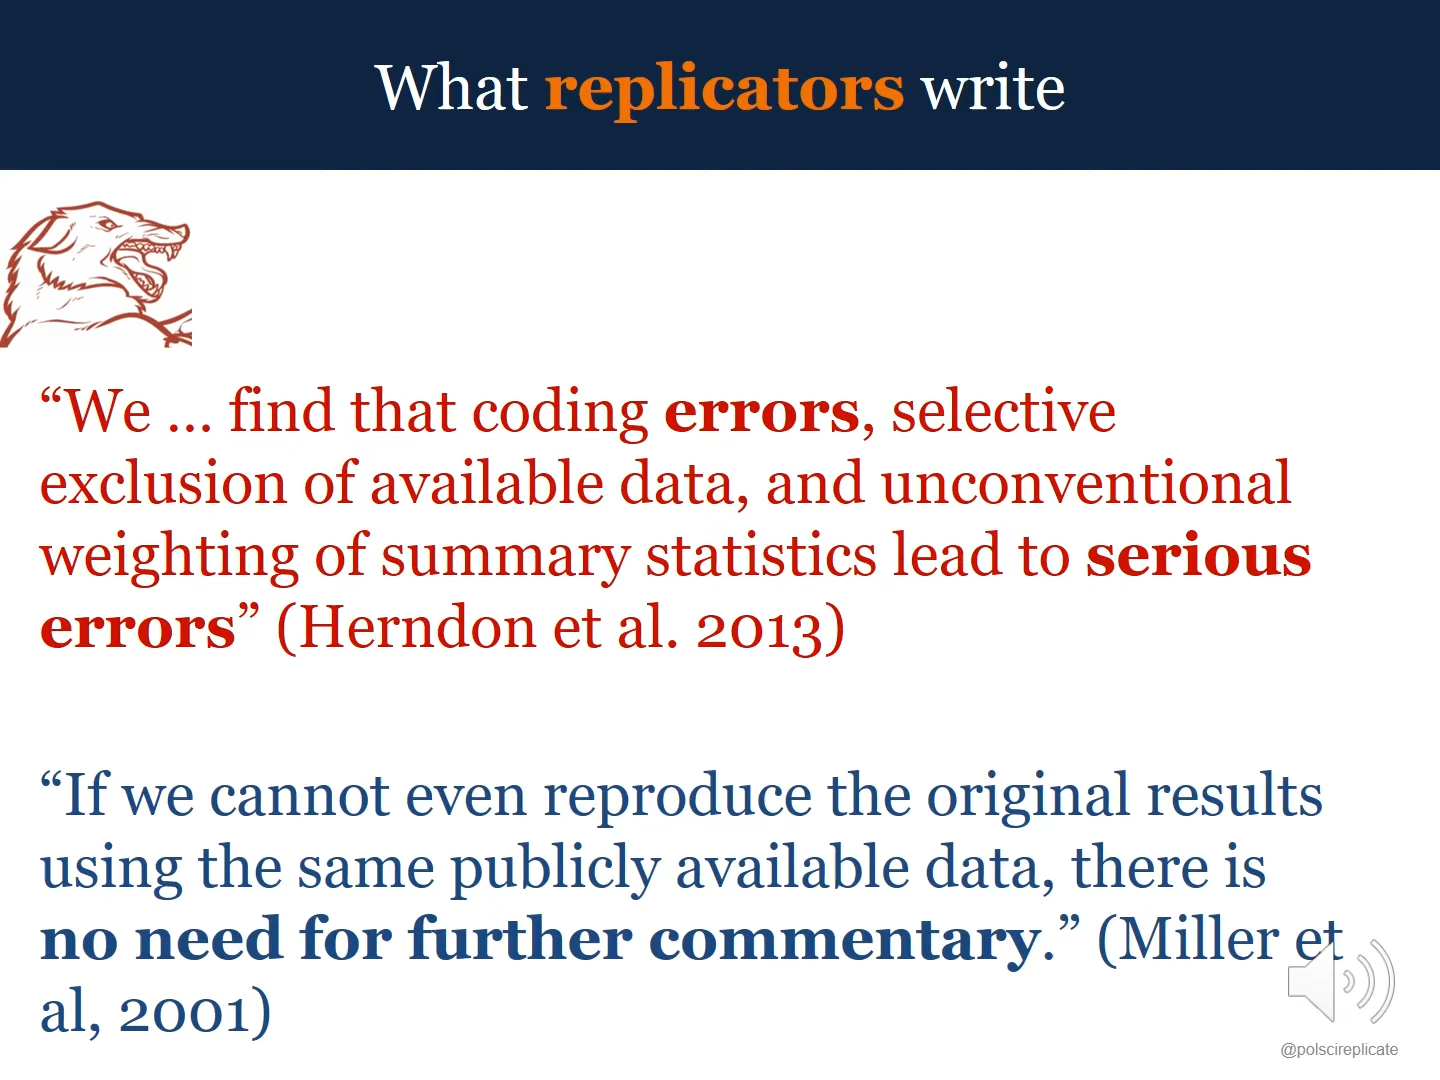 What replicators write
“We … find that coding errors, selective
exclusion of available data, and unconventional
weighting of summary statistics lead to serious
errors” (Herndon et al. 2013)
“If we cannot even reproduce the original results
using the same publicly available data, there is
no need for further commentary.” (Miller et
al, 2001)
@polscireplicate